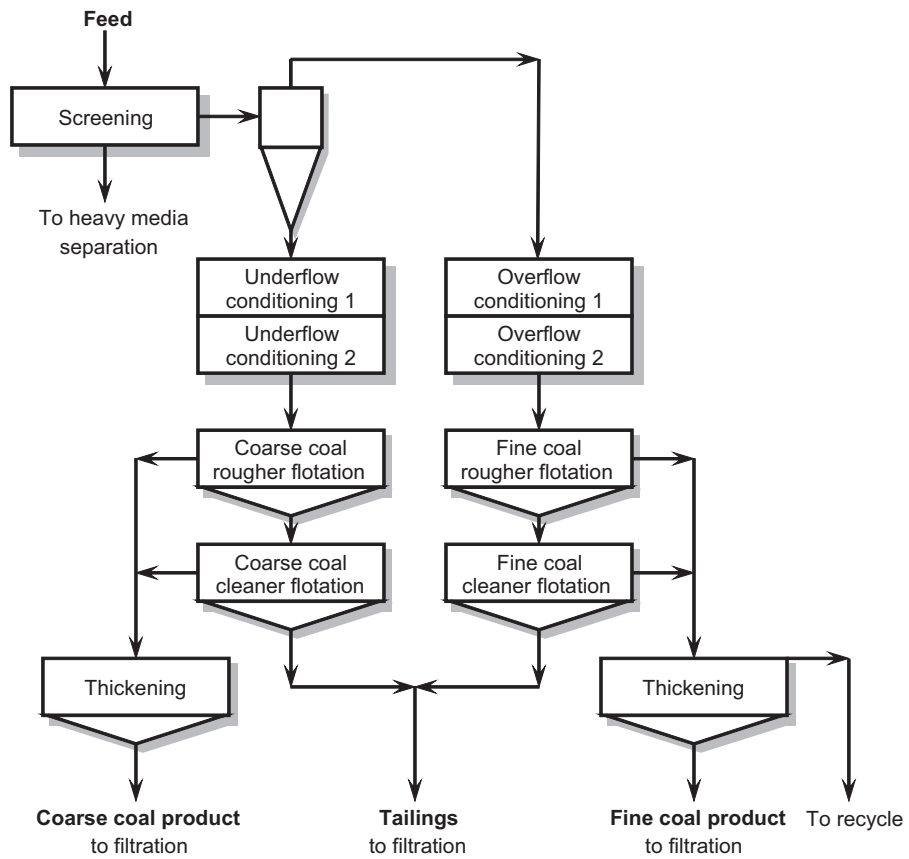 Feed
Screening
To heavy media
separation
Underflow
conditioning 1
Underflow
conditioning 2
Overflow
conditioning 1
Overflow
conditioning 2
Coarse coal
rougher flotation
Fine coal
rougher flotation
Coarse coal
cleaner flotation
Fine coal
cleaner flotation
Thickening
Thickening
Coarse coal product
to filtration
Tailings
to filtration
Fine coal product
to filtration
To recycle